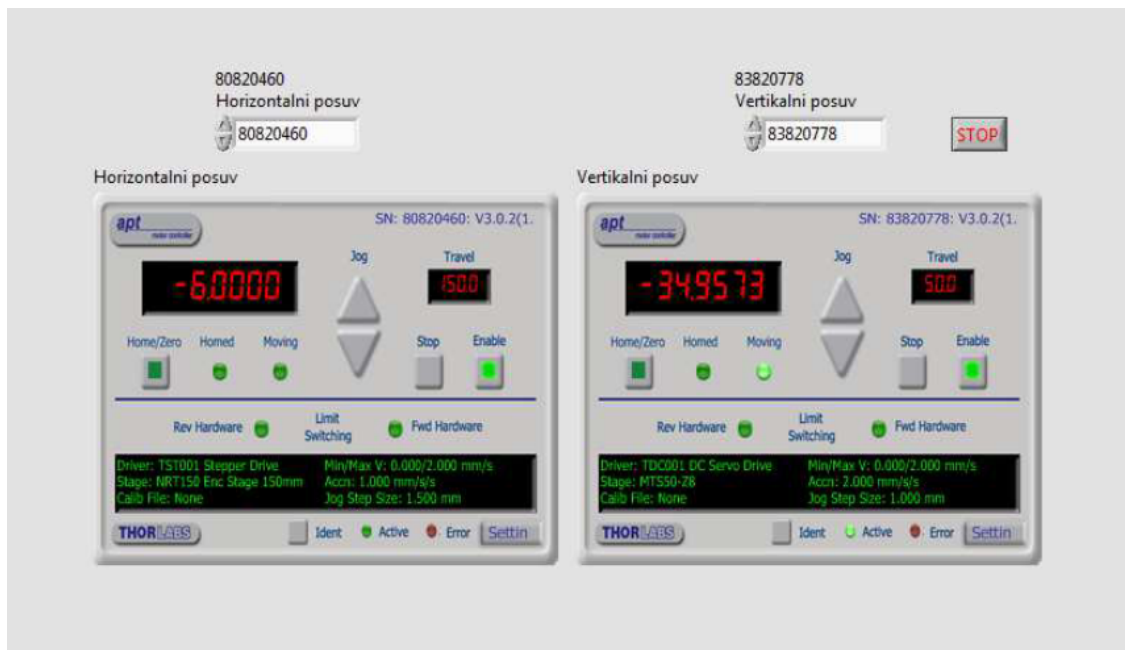 80820460
Horizontalni posuv
80820460
83820778
Vertikalni posuv
83820778
STOP
Horizontalni posuv
apt
SN: 80820460: V3.0.2(1.
Jog
Travel
-6.0000
150.0
Home/Zero Homed Moving Stop Enable
Rev Hardware
Limit
Switching
Fwd Hardware
Driver: TST001 Stepper Drive Min/Max V: 0.000/2.000 mm/s
Stage: NRT150 Enc Stage 150mm Accn: 1.000 mm/s/s
Calib File: None Jog Step Size: 1.500 mm
THORLABS Ident Active Error Settin
Vertikalni posuv
apt
SN: 83820778: V3.0.2(1.
Jog
Travel
-34.9573
50.0
Home/Zero Homed Moving Stop Enable
Rev Hardware
Limit
Switching
Fwd Hardware
Driver: TDC001 DC Servo Drive Min/Max V: 0.000/2.000 mm/s
Stage: MTS50-Z8 Accn: 2.000 mm/s/s
Calib File: None Jog Step Size: 1.000 mm
THORLABS Ident Active Error Settin